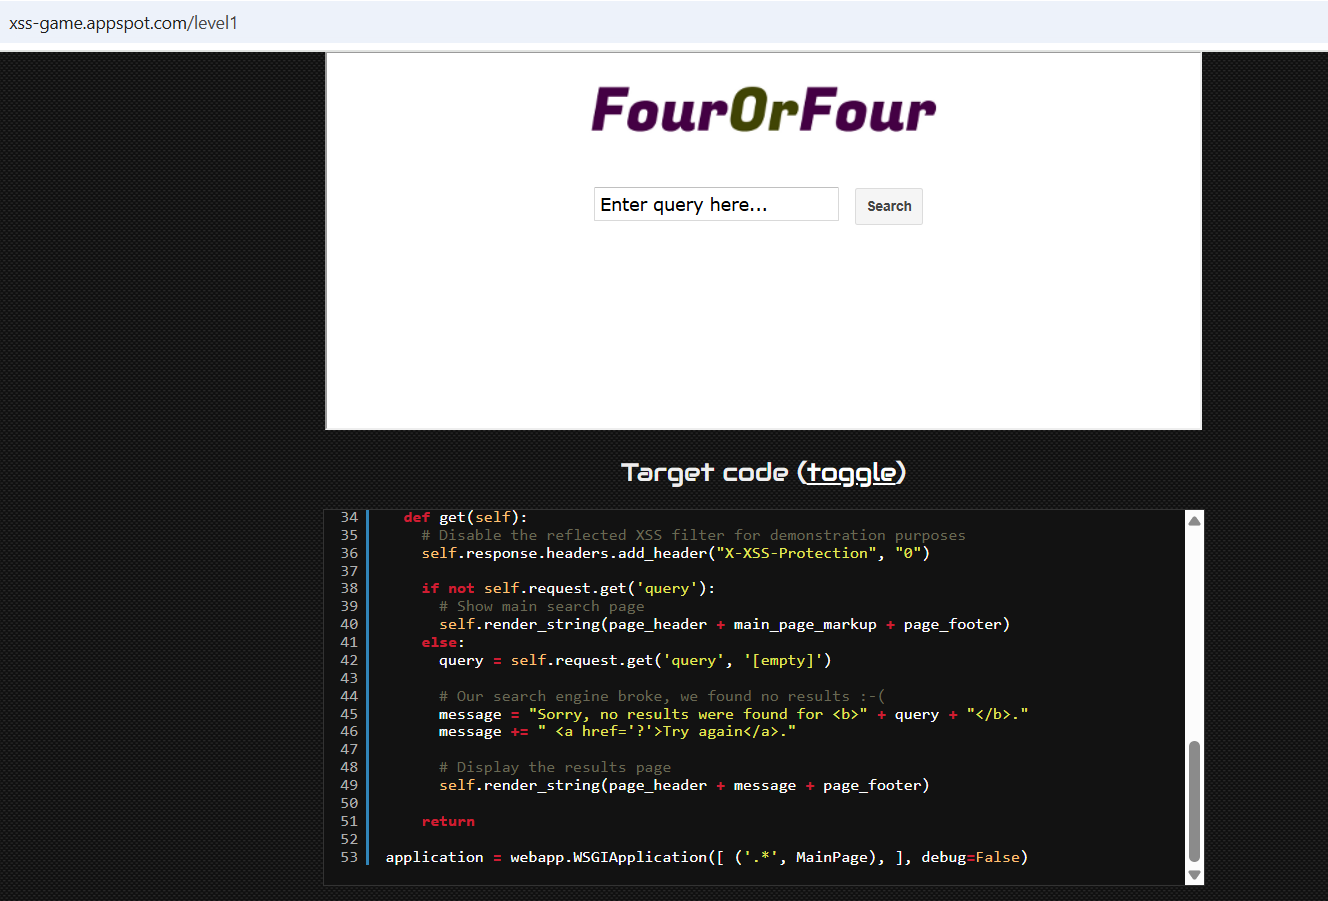 xss-game.appspot.com/level1
FourOrFour
Enter query here...
Search
Target code (toggle)
34 def get(self):
35 # Disable the reflected XSS filter for demonstration purposes
36 self.response.headers.add_header("X-XSS-Protection", "0")
37
38 if not self.request.get('query'):
39 # Show main search page
40 self.render_string(page_header + main_page_markup + page_footer)
41 else:
42 query = self.request.get('query', '[empty]')
43
44 # Our search engine broke, we found no results :-(
45 message = "Sorry, no results were found for <b>" + query + "</b>."
46 message += " <a href='?'>Try again</a>."
47
48 # Display the results page
49 self.render_string(page_header + message + page_footer)
50
51 return
52
53 application = webapp.WSGIApplication([ ('.*', MainPage), ], debug=False)